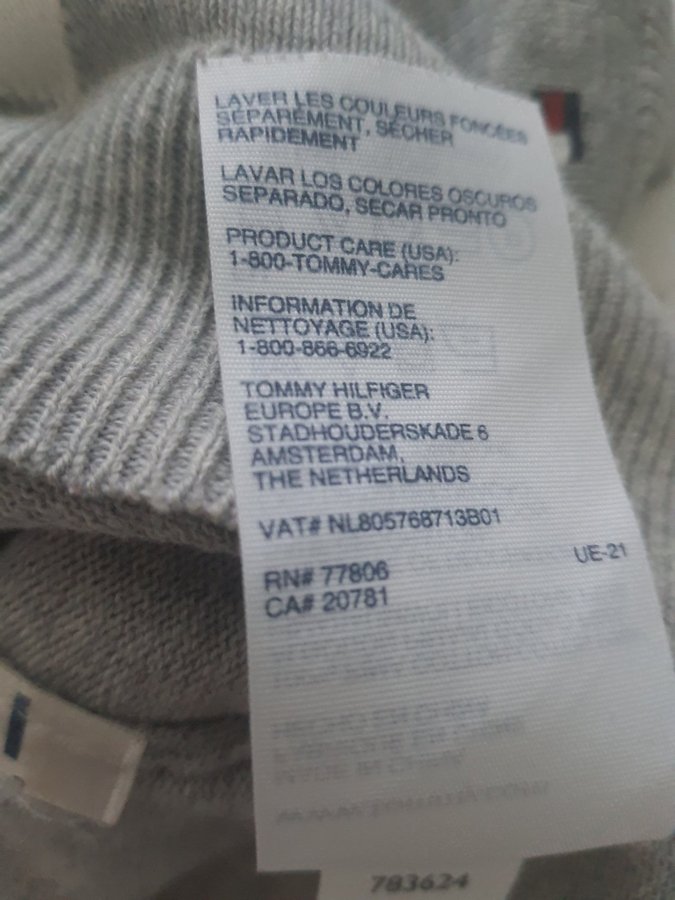 LAVER LES COULEURS FONCÉES
SÉPARÉMENT, SÉCHER
RAPIDEMENT
LAVAR LOS COLORES OSCUROS
SEPARADO, SECAR PRONTO
PRODUCT CARE (USA):
1-800-TOMMY-CARES
INFORMATION DE
NETTOYAGE (USA):
1-800-866-6922
TOMMY HILFIGER
EUROPE B.V.
STADHOUDERSKADE 6
AMSTERDAM,
THE NETHERLANDS
VAT# NL805768713B01
UE-21
RN# 77806
CA# 20781
783624